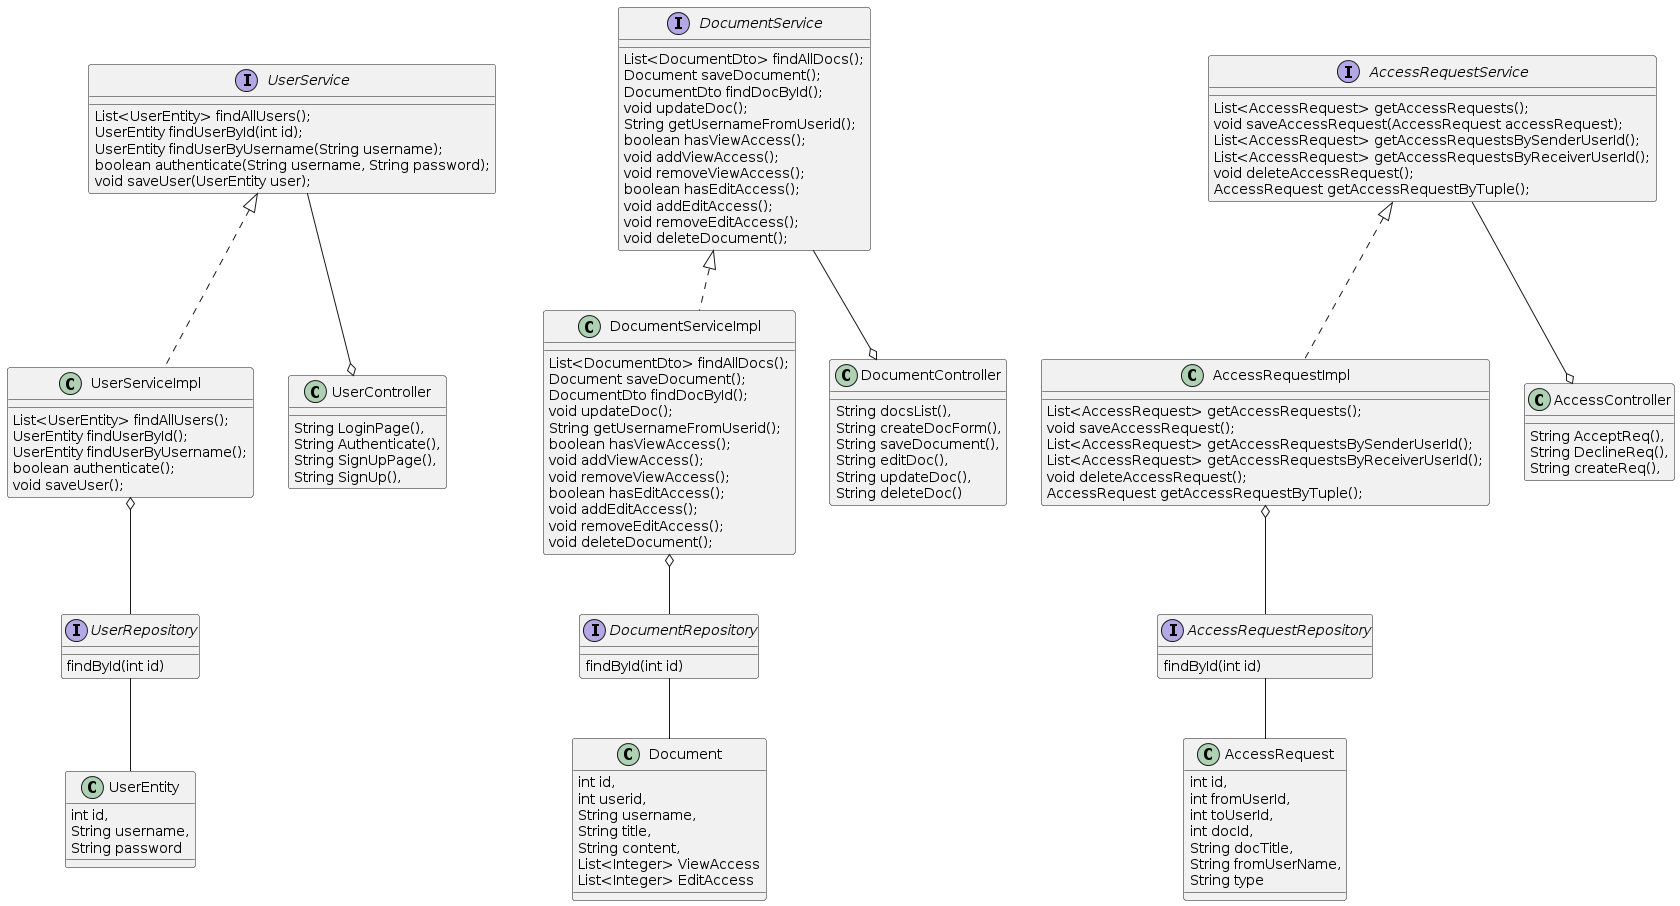 I UserService
List<UserEntity> findAllUsers();
UserEntity findUserById(int id);
UserEntity findUserByUsername(String username);
boolean authenticate(String username, String password);
void saveUser(UserEntity user);
I DocumentService
List<DocumentDto> findAllDocs();
Document saveDocument();
DocumentDto findDocById();
void updateDoc();
String getUsernameFromUserid();
boolean hasViewAccess();
void addViewAccess();
void removeViewAccess();
boolean hasEditAccess();
void addEditAccess();
void removeEditAccess();
void deleteDocument();
I AccessRequestService
List<AccessRequest> getAccessRequests();
void saveAccessRequest(AccessRequest accessRequest);
List<AccessRequest> getAccessRequestsBySenderUserId();
List<AccessRequest> getAccessRequestsByReceiverUserId();
void deleteAccessRequest();
AccessRequest getAccessRequestByTuple();
C UserServiceImpl
List<UserEntity> findAllUsers();
UserEntity findUserById();
UserEntity findUserByUsername();
boolean authenticate();
void saveUser();
C UserController
String LoginPage(),
String Authenticate(),
String SignUpPage(),
String SignUp(),
C DocumentServiceImpl
List<DocumentDto> findAllDocs();
Document saveDocument();
DocumentDto findDocById();
void updateDoc();
String getUsernameFromUserid();
boolean hasViewAccess();
void addViewAccess();
void removeViewAccess();
boolean hasEditAccess();
void addEditAccess();
void removeEditAccess();
void deleteDocument();
C DocumentController
String docsList(),
String createDocForm(),
String saveDocument(),
String editDoc(),
String updateDoc(),
String deleteDoc()
C AccessRequestImpl
List<AccessRequest> getAccessRequests();
void saveAccessRequest();
List<AccessRequest> getAccessRequestsBySenderUserId();
List<AccessRequest> getAccessRequestsByReceiverUserId();
void deleteAccessRequest();
AccessRequest getAccessRequestByTuple();
C AccessController
String AcceptReq(),
String DeclineReq(),
String createReq(),
I UserRepository
findById(int id)
I DocumentRepository
findById(int id)
I AccessRequestRepository
findById(int id)
C UserEntity
int id,
String username,
String password
C Document
int id,
int userid,
String username,
String title,
String content,
List<Integer> ViewAccess
List<Integer> EditAccess
C AccessRequest
int id,
int fromUserId,
int toUserId,
int docId,
String docTitle,
String fromUserName,
String type